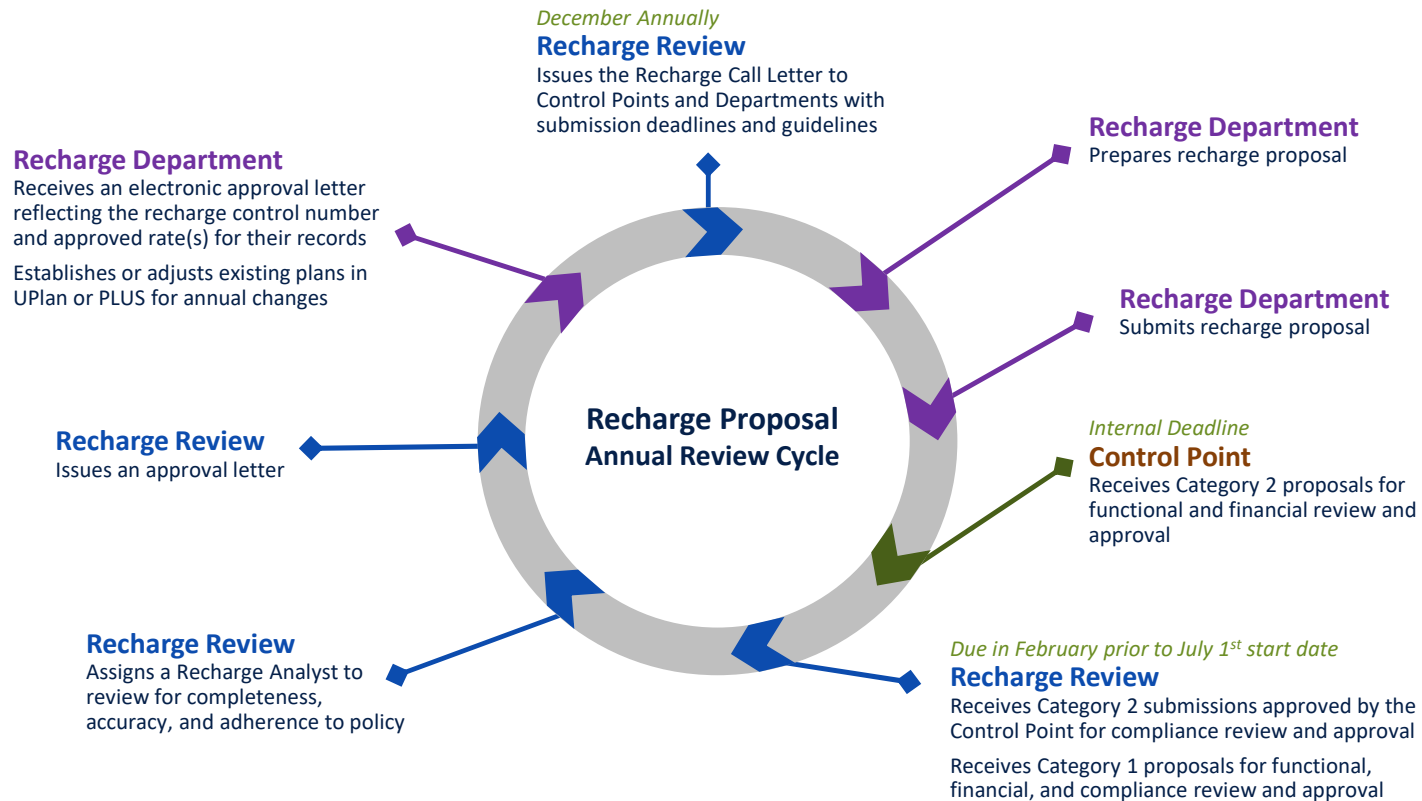 December Annually
Recharge Review
Issues the Recharge Call Letter to
Control Points and Departments with
submission deadlines and guidelines
Recharge Department
Prepares recharge proposal
Recharge Department
Submits recharge proposal
Internal Deadline
Control Point
Receives Category 2 proposals for
functional and financial review and
approval
Due in February prior to July 1st start date
Recharge Review
Receives Category 2 submissions approved by the
Control Point for compliance review and approval
Receives Category 1 proposals for functional,
financial, and compliance review and approval
Recharge Review
Assigns a Recharge Analyst to
review for completeness,
accuracy, and adherence to policy
Recharge Review
Issues an approval letter
Recharge Department
Receives an electronic approval letter
reflecting the recharge control number
and approved rate(s) for their records
Establishes or adjusts existing plans in
UPlan or PLUS for annual changes
Recharge Proposal
Annual Review Cycle